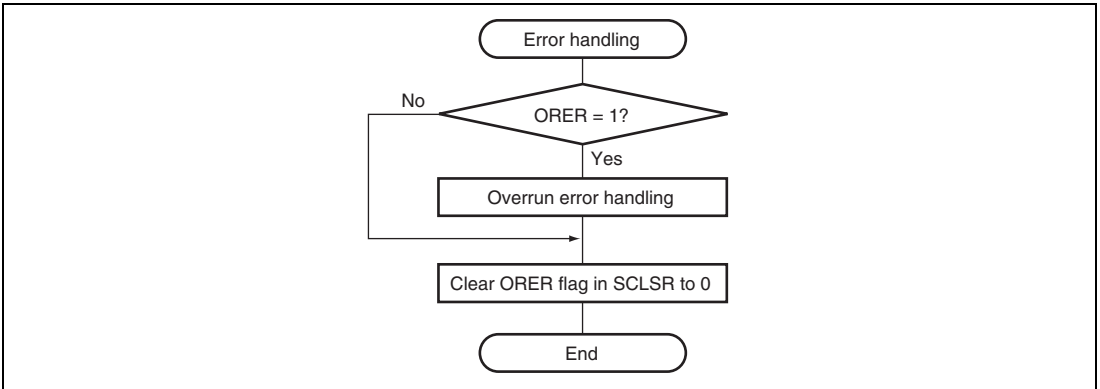 Error handling
No
ORER = 1?
Yes
Overrun error handling
Clear ORER flag in SCLSR to 0
End